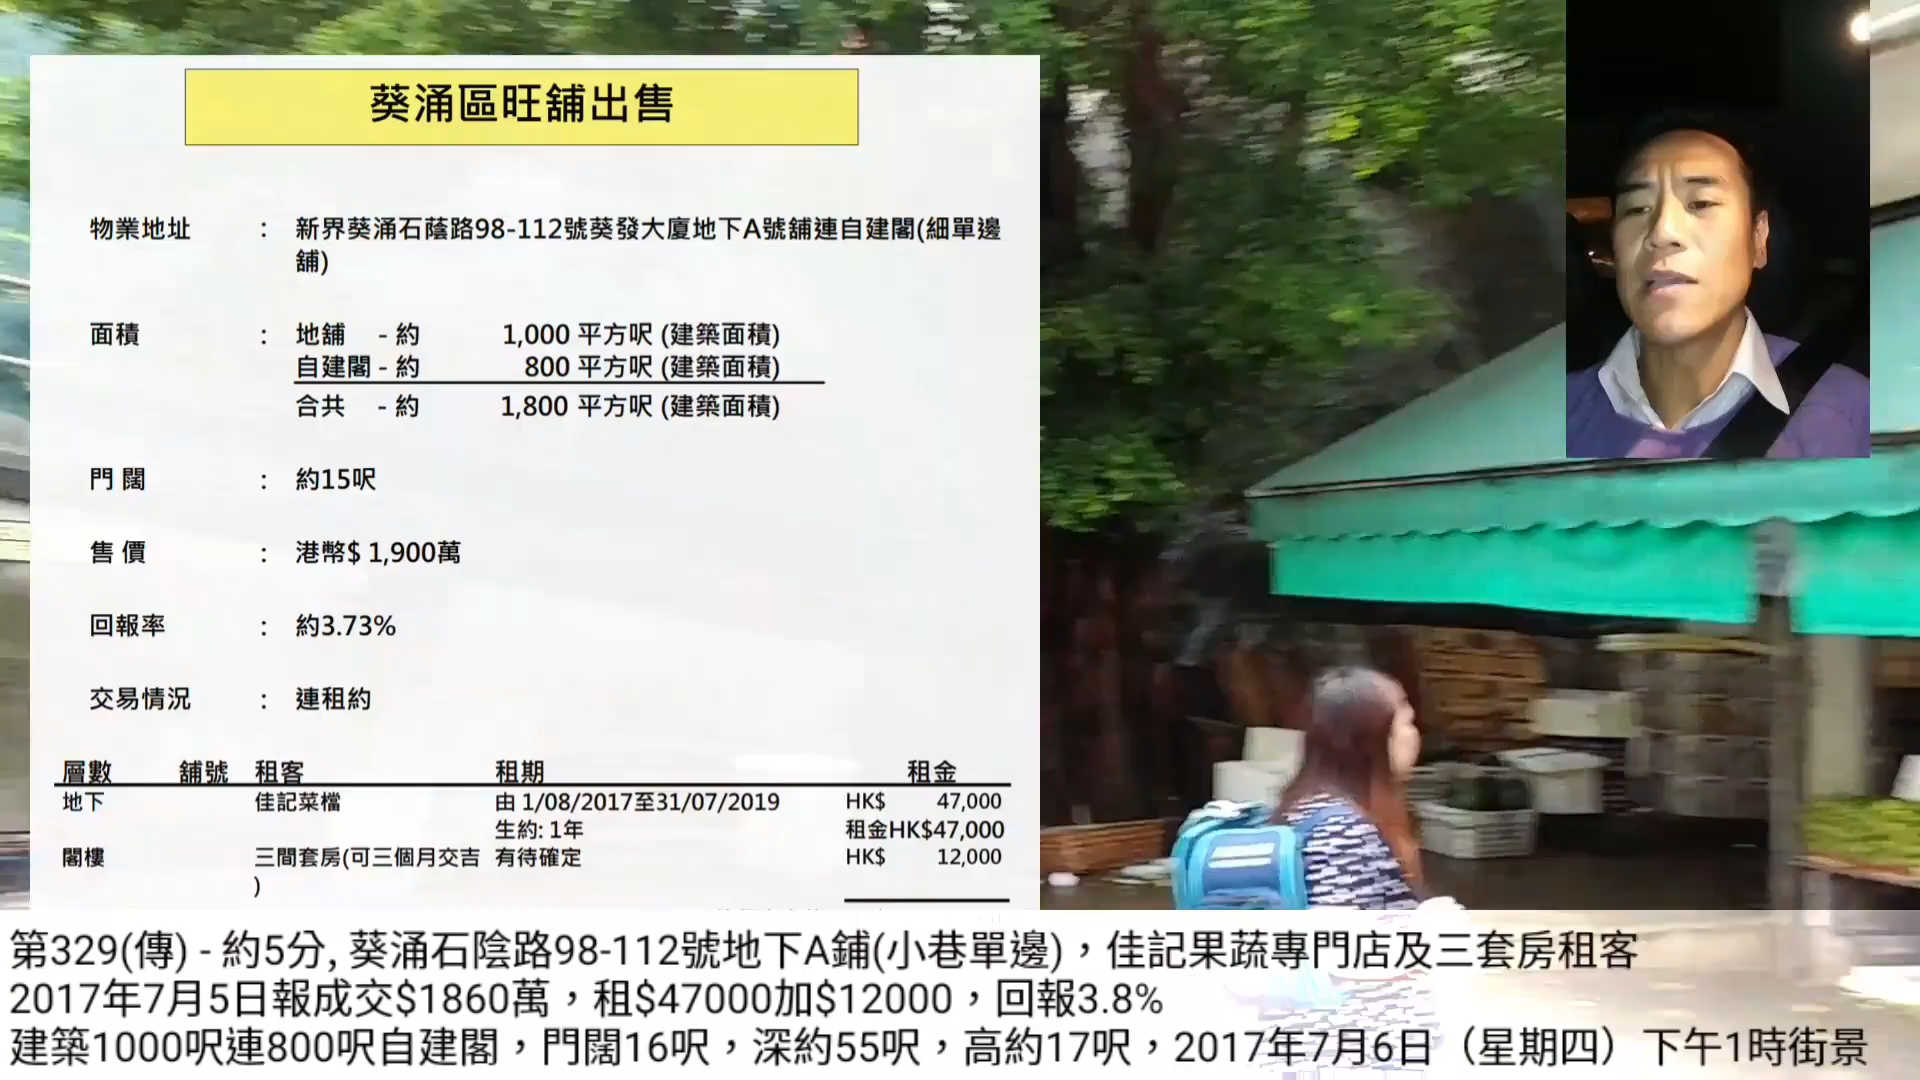 葵涌區旺舖出售
物業地址 : 新界葵涌石蔭路98-112號葵發大廈地下A號舖連自建閣(細單邊
舖)
面積 : 地舖 - 約 1,000 平方呎 (建築面積)
自建閣 - 約 800 平方呎 (建築面積)
合共 - 約 1,800 平方呎 (建築面積)
門 闊 : 約15呎
售 價 : 港幣$ 1,900萬
回報率 : 約3.73%
交易情況 : 連租約
層數 舖號 租客 租期 租金
地下 佳記菜檔 由 1/08/2017至31/07/2019 HK$ 47,000
生約: 1年 租金HK$47,000
閣樓 三間套房(可三個月交吉 有待確定 HK$ 12,000
)
第329(傳) - 約5分, 葵涌石陰路98-112號地下A鋪(小巷單邊)，佳記果蔬專門店及三套房租客
2017年7月5日報成交$1860萬，租$47000加$12000，回報3.8%
建築1000呎連800呎自建閣，門闊16呎，深約55呎，高約17呎，2017年7月6日（星期四）下午1時街景